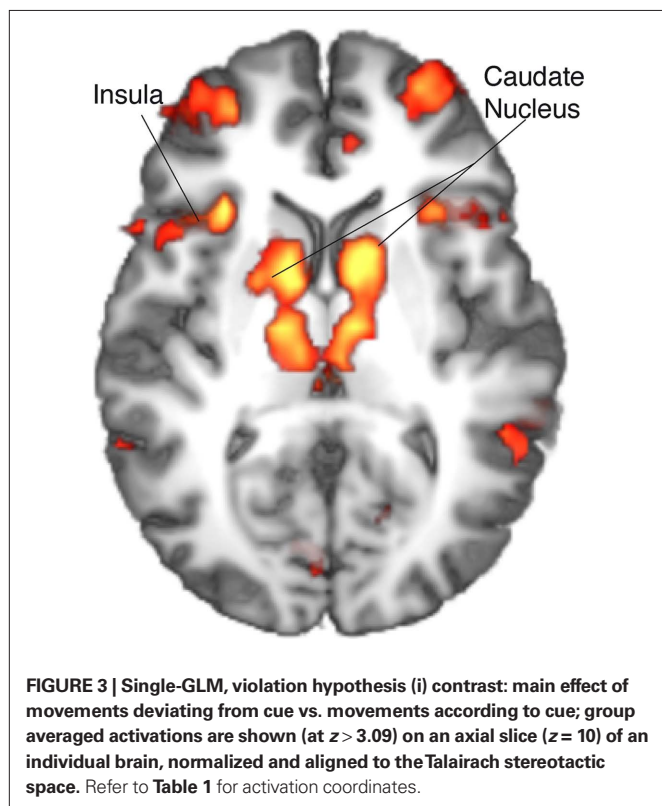 Insula
Caudate
Nucleus
FIGURE 3 | Single-GLM, violation hypothesis (i) contrast: main effect of
movements deviating from cue vs. movements according to cue; group
averaged activations are shown (at z > 3.09) on an axial slice (z = 10) of an
individual brain, normalized and aligned to the Talairach stereotactic
space. Refer to Table 1 for activation coordinates.